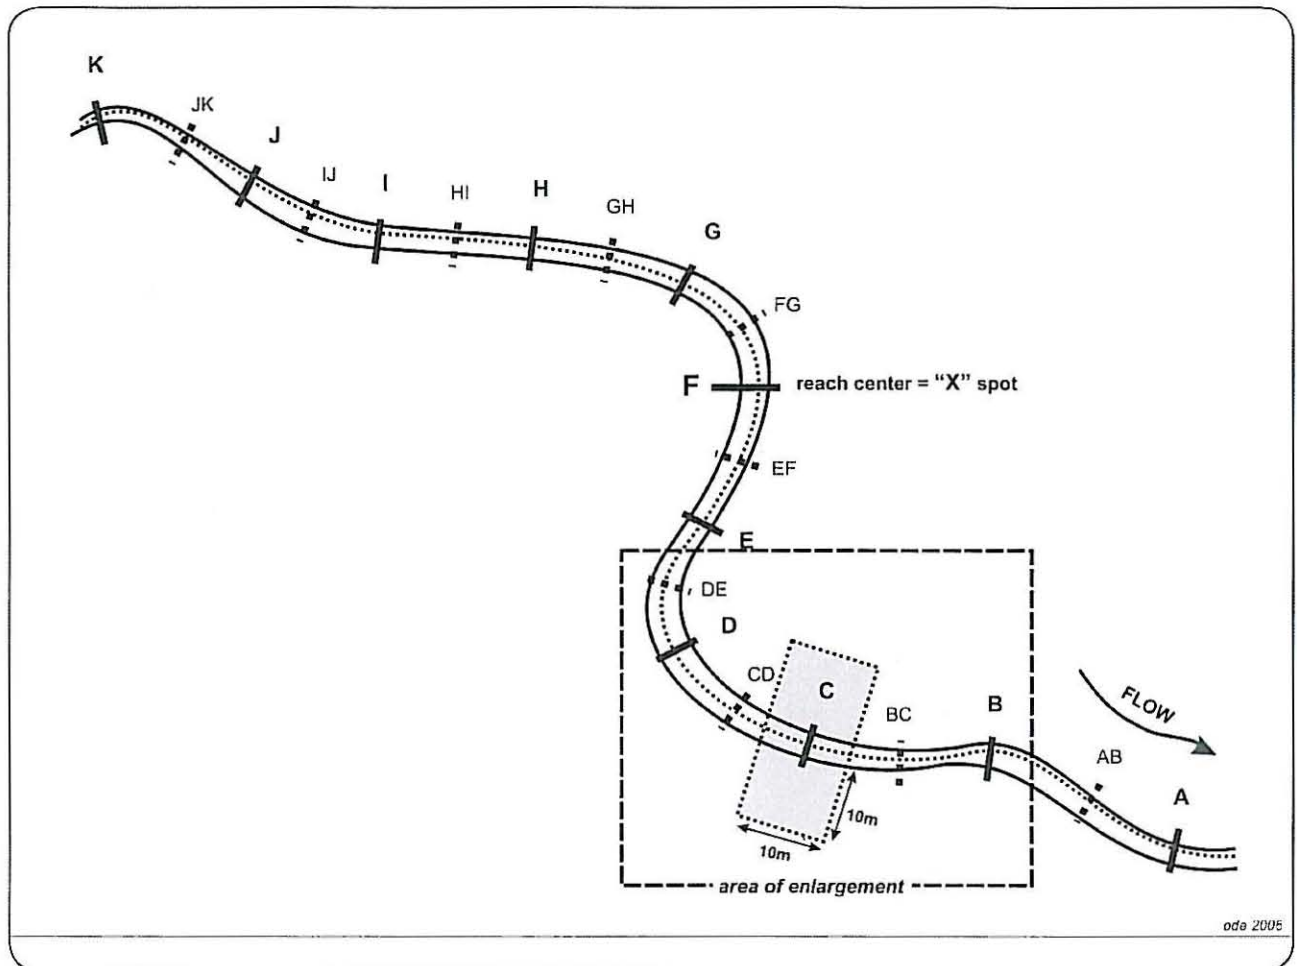 K
JK
J
IJ
I
HI
H
GH
G
FG
F
reach center = "X" spot
EF
E
DE
D
CD
C
BC
B
FLOW
AB
A
10m
10m
area of enlargement
oda 2005